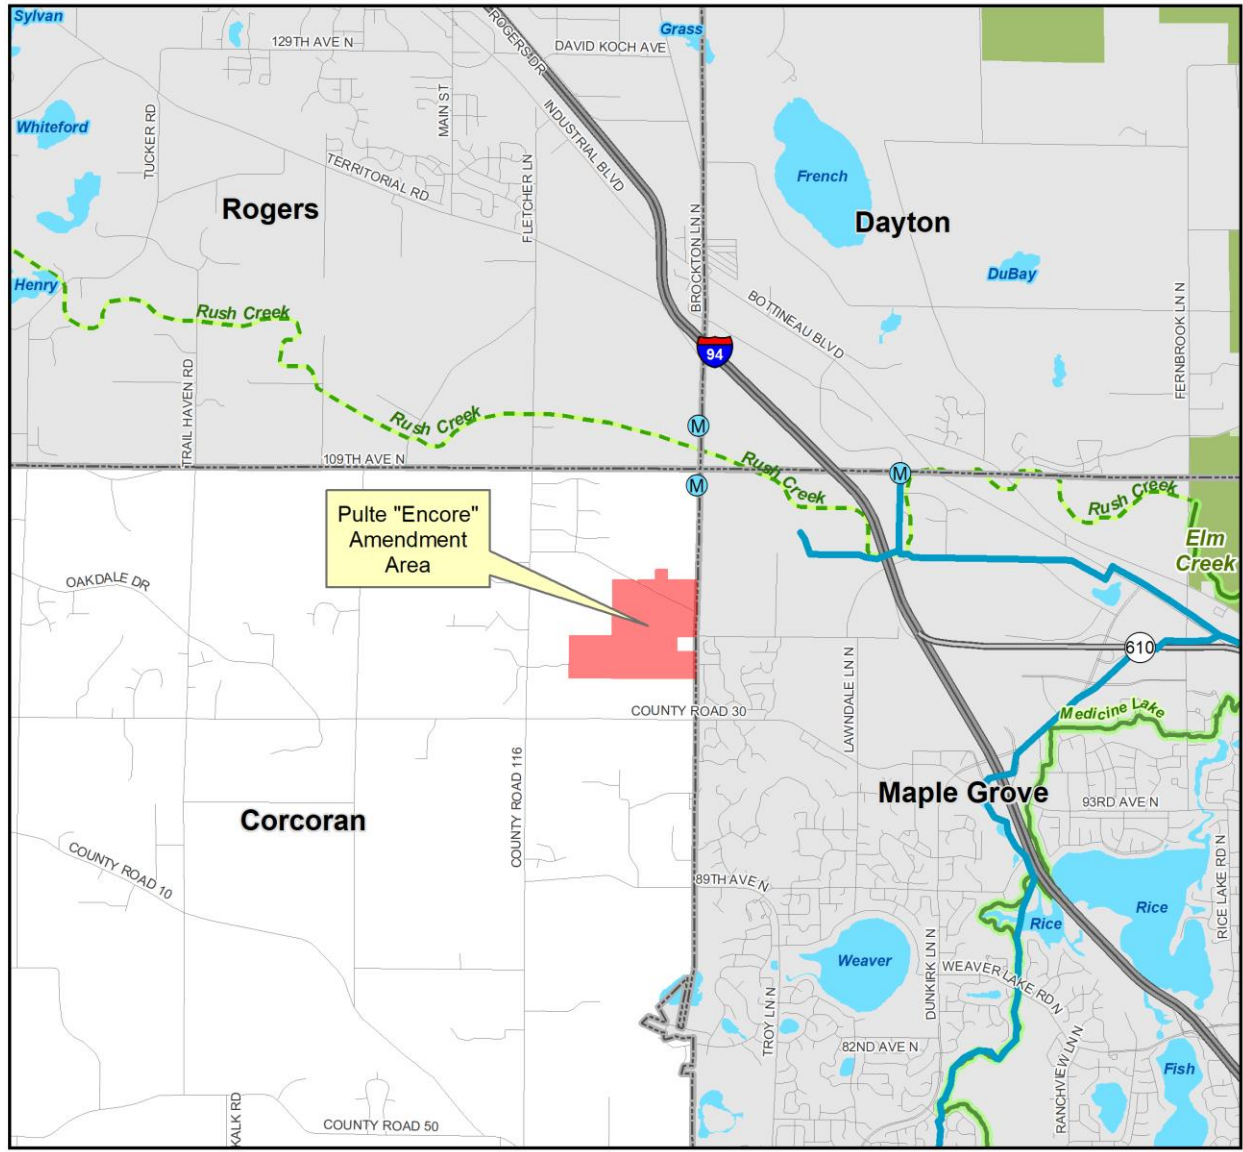 Sylvan
Grass
129TH AVE N
ROGERS DR
DAVID KOCH AVE
Whiteford
TUCKER RD
MAIN ST
INDUSTRIAL BLVD
TERRITORIAL RD
FLETCHER LN
French
Rogers
Dayton
BROCKTON LN N
Henry
DuBay
Rush Creek
BOTTINEAU BLVD
FERNBROOK LN N
94
TRAIL HAVEN RD
Rush Creek
M
109TH AVE N
Rush Creek
M
M
Rush Creek
Pulte "Encore"
Amendment
Area
Elm
Creek
OAKDALE DR
610
LAWNDALE LN N
COUNTY ROAD 30
Medicine Lake
COUNTY ROAD 116
Corcoran
Maple Grove
93RD AVE N
COUNTY ROAD 10
89TH AVE N
RICE LAKE RD N
Rice
Rice
Weaver
DUNKIRK LN N
WEAVER LAKE RD N
TROY LN N
82ND AVE N
RANCHVIEW LN N
Fish
KALK RD
COUNTY ROAD 50